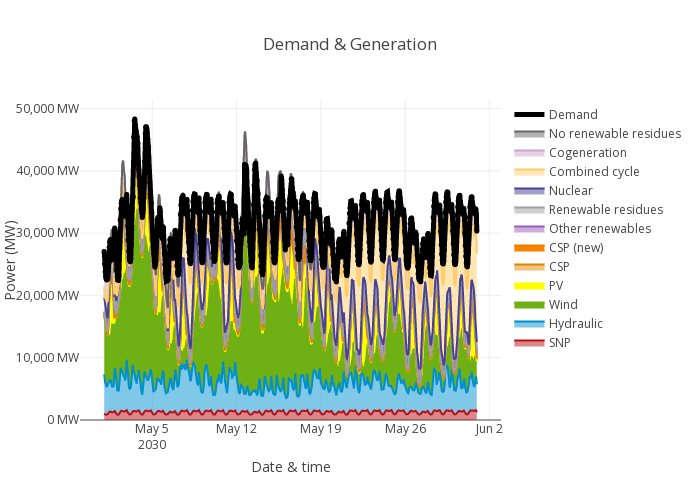 Demand & Generation
50,000 MW
40,000 MW
30,000 MW
20,000 MW
10,000 MW
0 MW
Power (MW)
May 5
2030
May 12
May 19
May 26
Jun 2
Date & time
Demand
No renewable residues
Cogeneration
Combined cycle
Nuclear
Renewable residues
Other renewables
CSP (new)
CSP
PV
Wind
Hydraulic
SNP